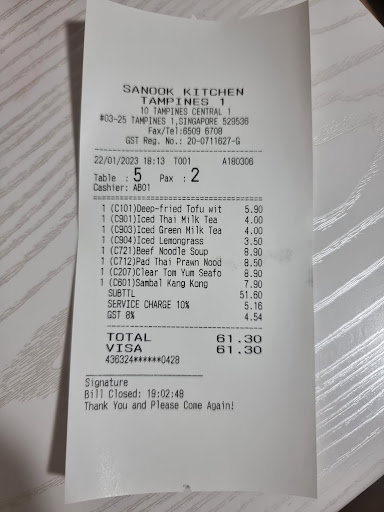 SANOOK KITCHEN
TAMPINES 1
10 TAMPINES CENTRAL 1
#03-25 TAMPINES 1,SINGAPORE 529536
Fax/Tel:6509 6708
GST Reg. No.: 20-0711627-G
22/01/2023 18:13 T001 A180306
Table : 5 Pax : 2
Cashier: AB01
1 (C101)Deep-fried Tofu wit 5.90
1 (C901)Iced Thai Milk Tea 4.00
1 (C903)Iced Green Milk Tea 4.00
1 (C904)Iced Lemongrass 3.50
1 (C721)Beef Noodle Soup 8.90
1 (C712)Pad Thai Prawn Nood 8.50
1 (C207)Clear Tom Yum Seafo 8.90
1 (C601)Sambal Kang Kong 7.90
SUBTTL 51.60
SERVICE CHARGE 10% 5.16
GST 8% 4.54
TOTAL 61.30
VISA 61.30
436324******0428
Signature
Bill Closed: 19:02:48
Thank You and Please Come Again!